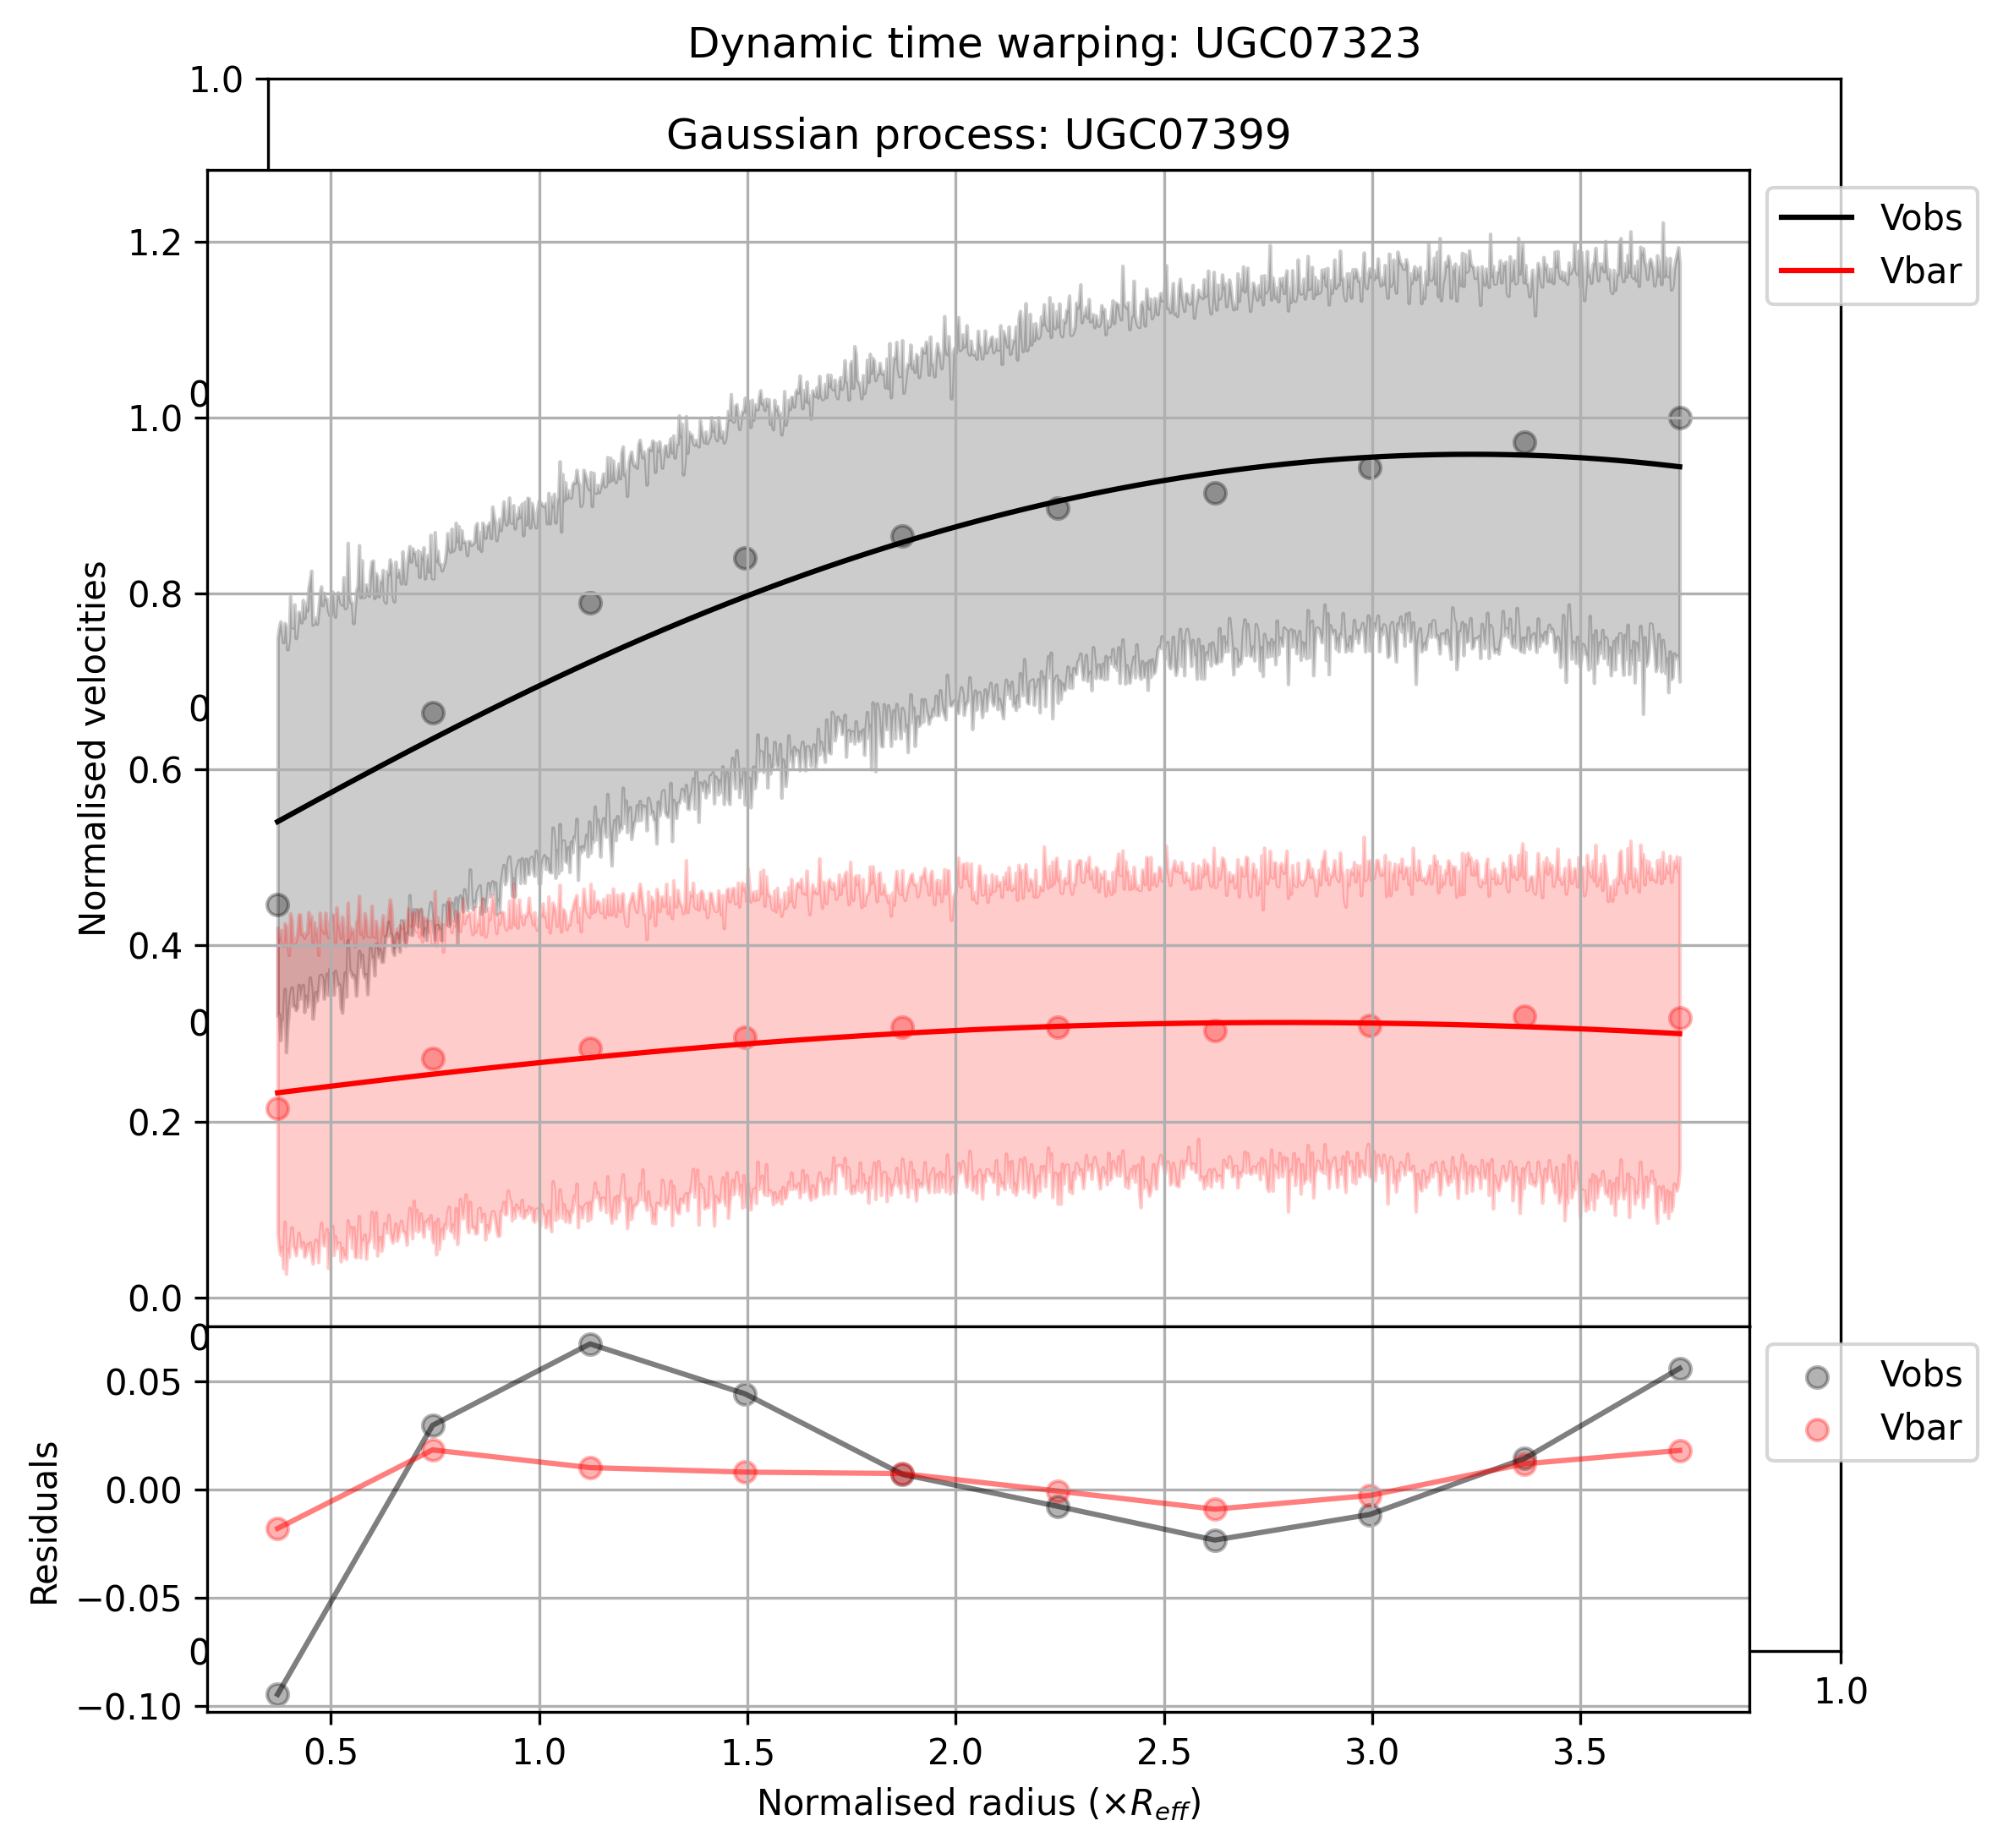 Dynamic time warping: UGC07323
1.0
Gaussian process: UGC07399
Vobs
Vbar
1.2
0
1.0
0.8
0
0.6
0.4
0
0.2
0.0
Normalised velocities
0
0.05
0.00
−0.05
0
−0.10
Residuals
Vobs
Vbar
1.0
0.5 1.0 1.5 2.0 2.5 3.0 3.5
Normalised radius (×R_eff)